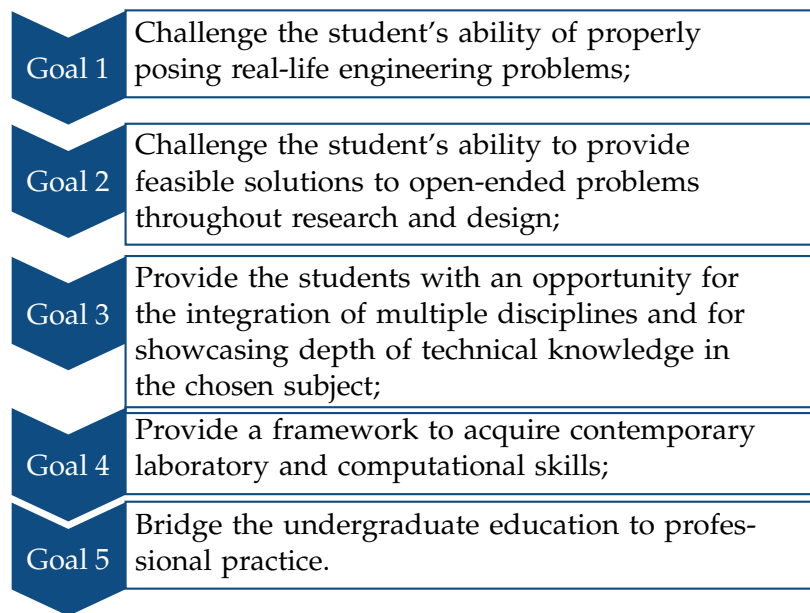 Goal 1
Challenge the student’s ability of properly
posing real-life engineering problems;
Goal 2
Challenge the student’s ability to provide
feasible solutions to open-ended problems
throughout research and design;
Goal 3
Provide the students with an opportunity for
the integration of multiple disciplines and for
showcasing depth of technical knowledge in
the chosen subject;
Goal 4
Provide a framework to acquire contemporary
laboratory and computational skills;
Goal 5
Bridge the undergraduate education to profes-
sional practice.